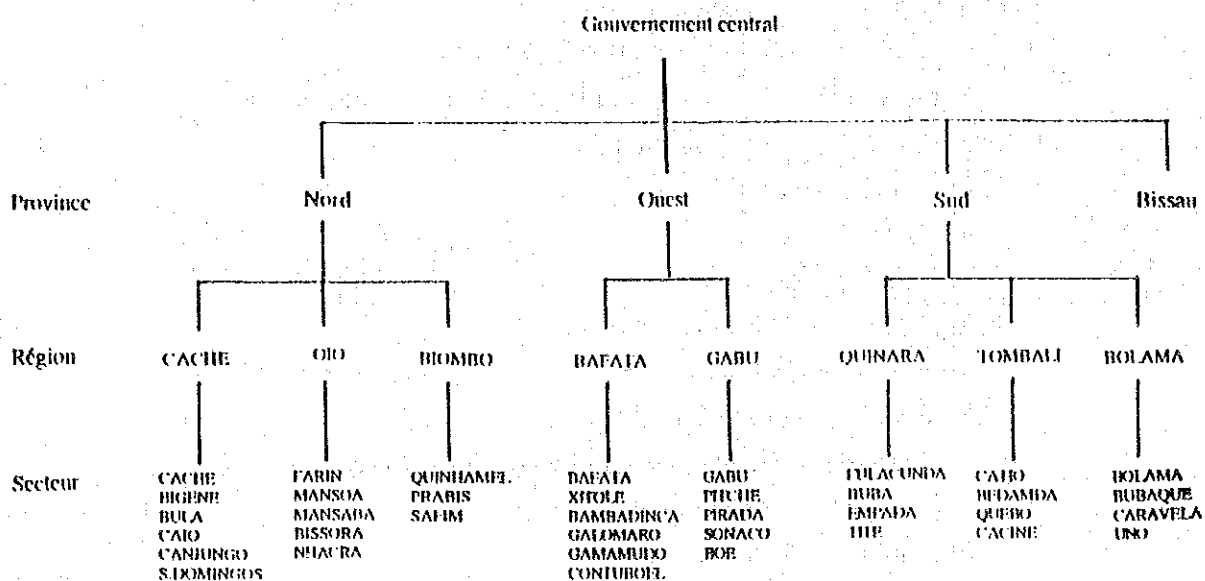 Gouvernement central
Province Nord Ouest Sud Bissau
Région CACHE OIO BIOMBO BAFATA GABU QUINARA TOMBALI BOLAMA
Secteur CACHE FARIN QUINHAMEL BAFATA GABU FULACUNDA CATIO BOLAMA
BIGENE MANSOA PRABIS XITOLE PITCHE BUBA BEDAMDA BUBAQUE
BULA MANSABA SAFIM BAMBADINCA PIRADA EMPADA QUEBO CARAVELA
CAIO BISSORA GALOMARO SONACO TITE CACINE UNO
CANJUNGO NHACRA GAMAMUDO BOE
S.DOMINGOS CONTUBOEL